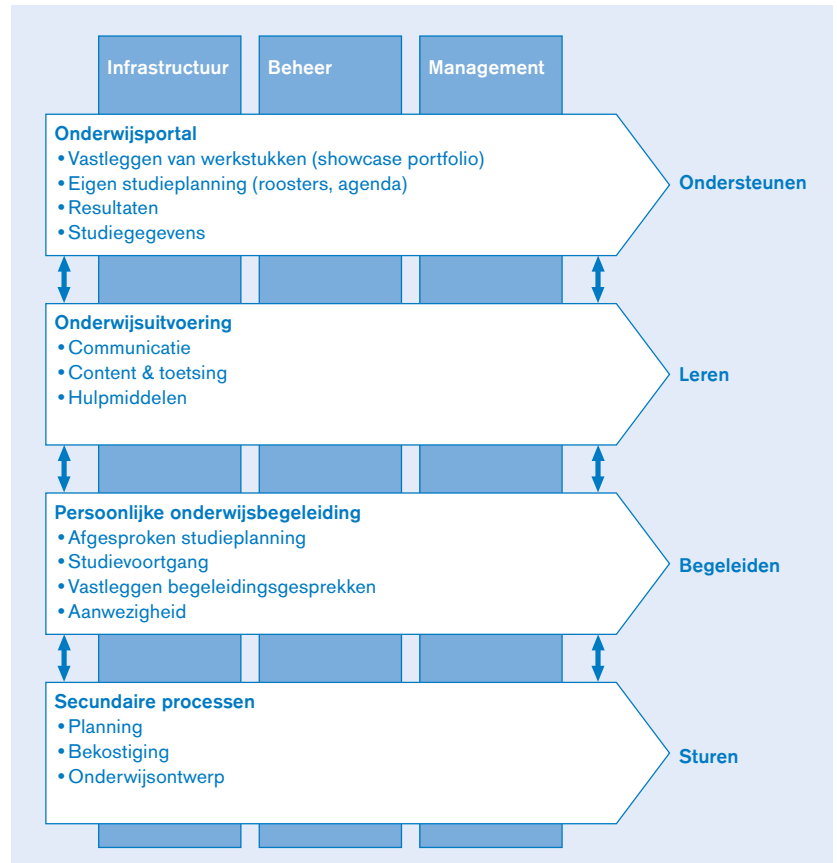 Infrastructuur
Beheer
Management
Onderwijsportal
• Vastleggen van werkstukken (showcase portfolio)
• Eigen studieplanning (roosters, agenda)
• Resultaten
• Studiegegevens
Ondersteunen
Onderwijsuitvoering
• Communicatie
• Content & toetsing
• Hulpmiddelen
Leren
Persoonlijke onderwijsbegeleiding
• Afgesproken studieplanning
• Studievoortgang
• Vastleggen begeleidingsgesprekken
• Aanwezigheid
Begeleiden
Secundaire processen
• Planning
• Bekostiging
• Onderwijsontwerp
Sturen